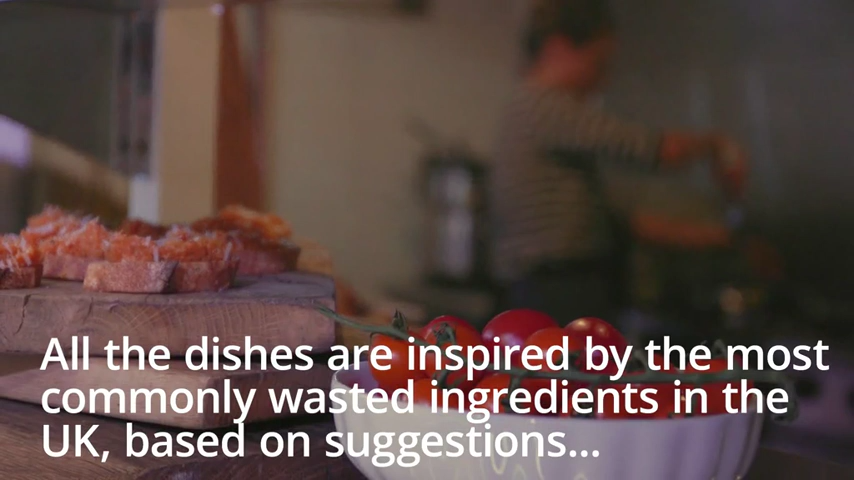 All the dishes are inspired by the most
commonly wasted ingredients in the
UK, based on suggestions...